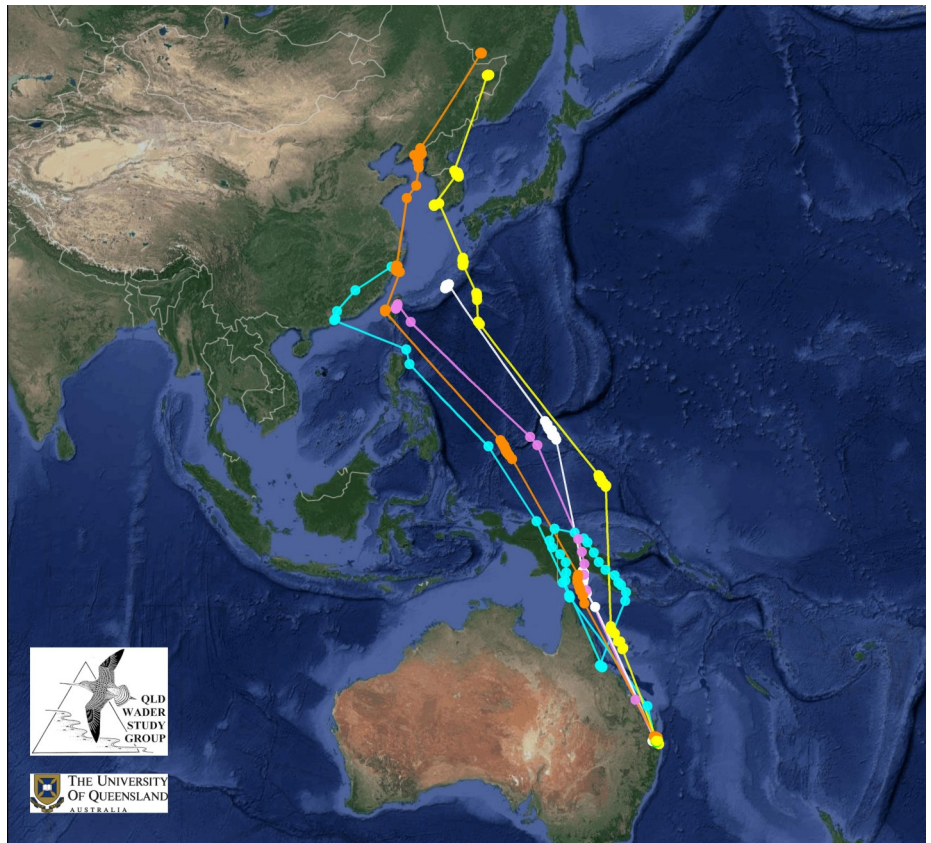 QLD
WADER
STUDY
GROUP
THE UNIVERSITY
OF QUEENSLAND
AUSTRALIA